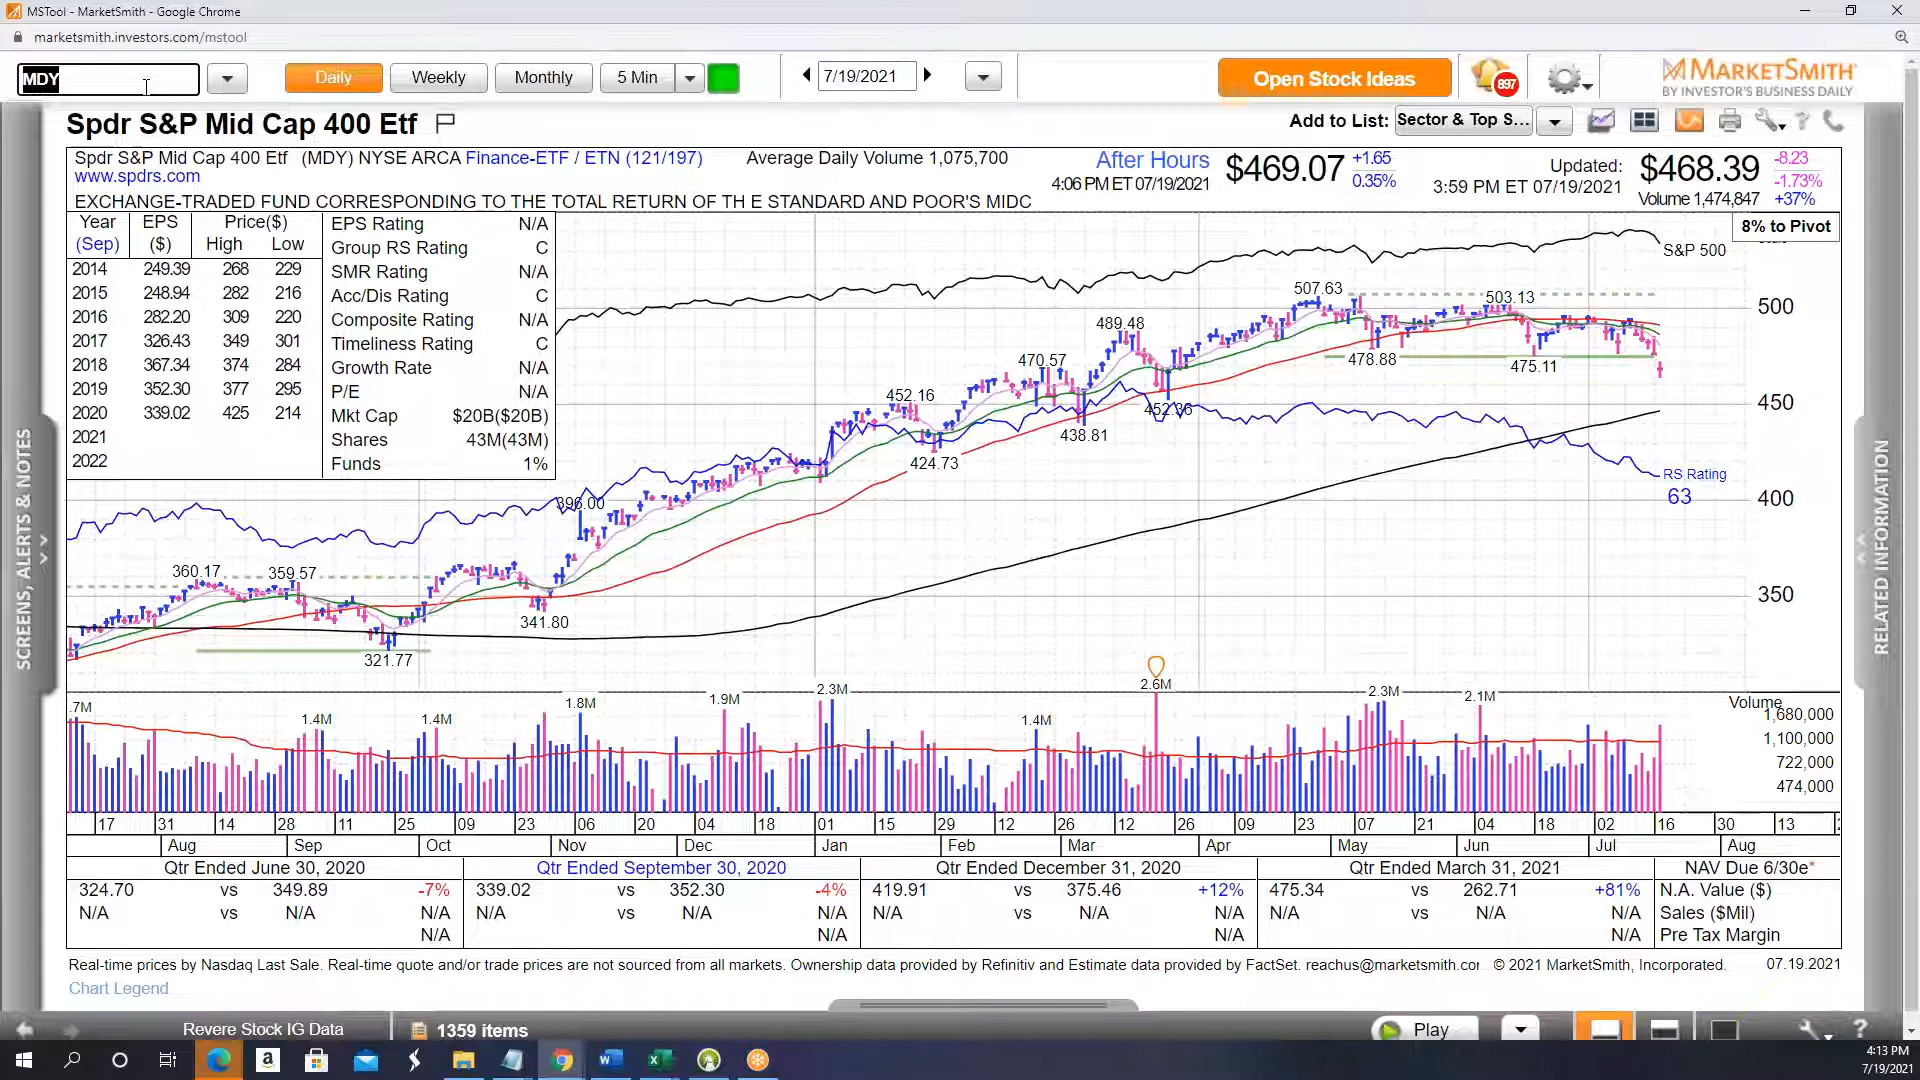 MSTool - MarketSmith - Google Chrome
marketsmith.investors.com/mstool
MDY
Daily
Weekly
Monthly
5 Min
7/19/2021
Open Stock Ideas
897
MARKETSMITH
BY INVESTOR'S BUSINESS DAILY
Spdr S&P Mid Cap 400 Etf
Add to List: Sector & Top S...
Spdr S&P Mid Cap 400 Etf (MDY) NYSE ARCA Finance-ETF / ETN (121/197) Average Daily Volume 1,075,700
www.spdrs.com
EXCHANGE-TRADED FUND CORRESPONDING TO THE TOTAL RETURN OF TH E STANDARD AND POOR'S MIDC
After Hours
4:06 PM ET 07/19/2021
$469.07
+1.65
0.35%
Updated:
3:59 PM ET 07/19/2021
$468.39
Volume 1,474,847
-8.23
-1.73%
+37%
8% to Pivot
Year EPS Price($)
(Sep) ($) High Low
2014 249.39 268 229
2015 248.94 282 216
2016 282.20 309 220
2017 326.43 349 301
2018 367.34 374 284
2019 352.30 377 295
2020 339.02 425 214
2021
2022
EPS Rating N/A
Group RS Rating C
SMR Rating N/A
Acc/Dis Rating C
Composite Rating N/A
Timeliness Rating C
Growth Rate N/A
P/E N/A
Mkt Cap $20B($20B)
Shares 43M(43M)
Funds 1%
S&P 500
507.63
503.13
489.48
478.88
475.11
470.57
452.16
452.36
438.81
424.73
396.00
360.17
359.57
341.80
321.77
500
450
400
350
RS Rating
63
.7M
1.4M
1.4M
1.8M
1.9M
2.3M
1.4M
2.6M
2.3M
2.1M
Volume
1,680,000
1,100,000
722,000
474,000
17 31 14 28 11 25 09 23 06 20 04 18 01 15 29 12 26 12 26 09 23 07 21 04 18 02 16 30 13
Aug Sep Oct Nov Dec Jan Feb Mar Apr May Jun Jul Aug
Qtr Ended June 30, 2020 Qtr Ended September 30, 2020 Qtr Ended December 31, 2020 Qtr Ended March 31, 2021 NAV Due 6/30e*
324.70 vs 349.89 -7% 339.02 vs 352.30 -4% 419.91 vs 375.46 +12% 475.34 vs 262.71 +81% N.A. Value ($)
N/A vs N/A N/A N/A vs N/A N/A N/A vs N/A N/A N/A vs N/A N/A Sales ($Mil)
N/A N/A N/A N/A Pre Tax Margin
Real-time prices by Nasdaq Last Sale. Real-time quote and/or trade prices are not sourced from all markets. Ownership data provided by Refinitiv and Estimate data provided by FactSet. reachus@marketsmith.cor © 2021 MarketSmith, Incorporated. 07.19.2021
Chart Legend
SCREENS, ALERTS & NOTES
RELATED INFORMATION
Revere Stock IG Data
1359 items
Play
4:13 PM
7/19/2021